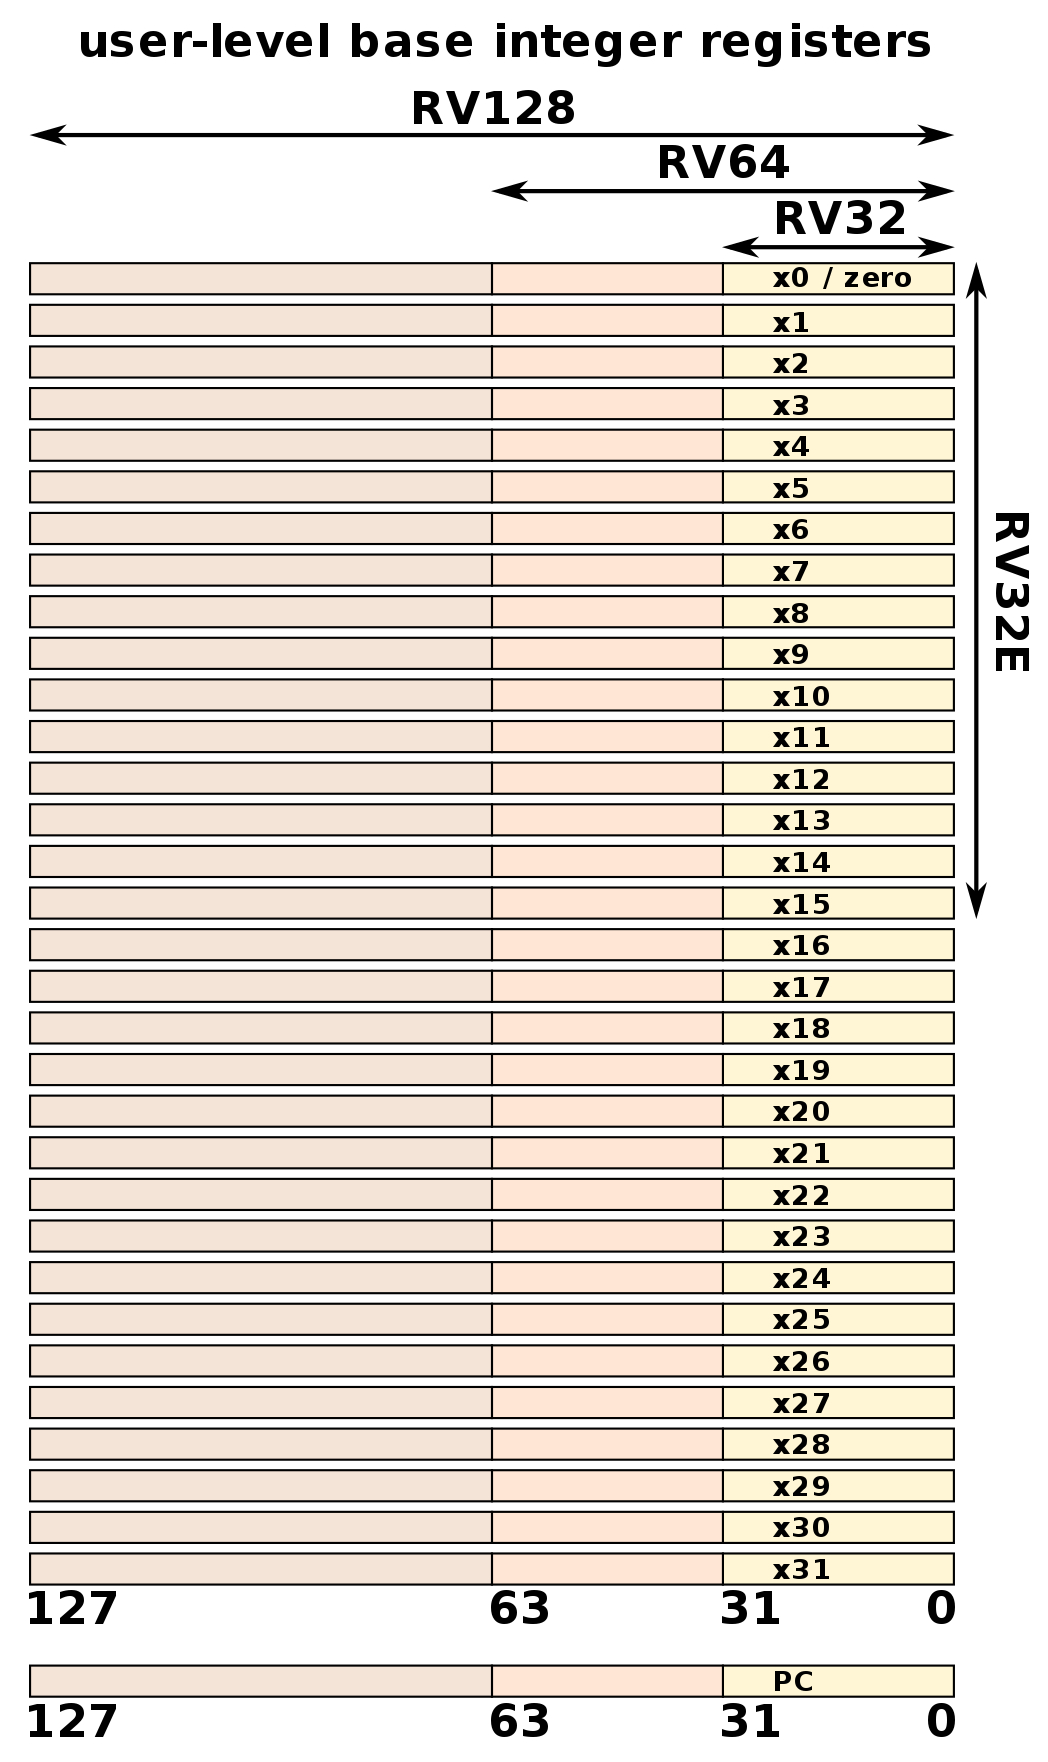 user-level base integer registers
RV128
RV64
RV32
x0 / zero
x1
x2
x3
x4
x5
x6
x7
x8
x9
x10
x11
x12
x13
x14
x15
x16
x17
x18
x19
x20
x21
x22
x23
x24
x25
x26
x27
x28
x29
x30
x31
RV32E
127 63 31 0
PC
127 63 31 0